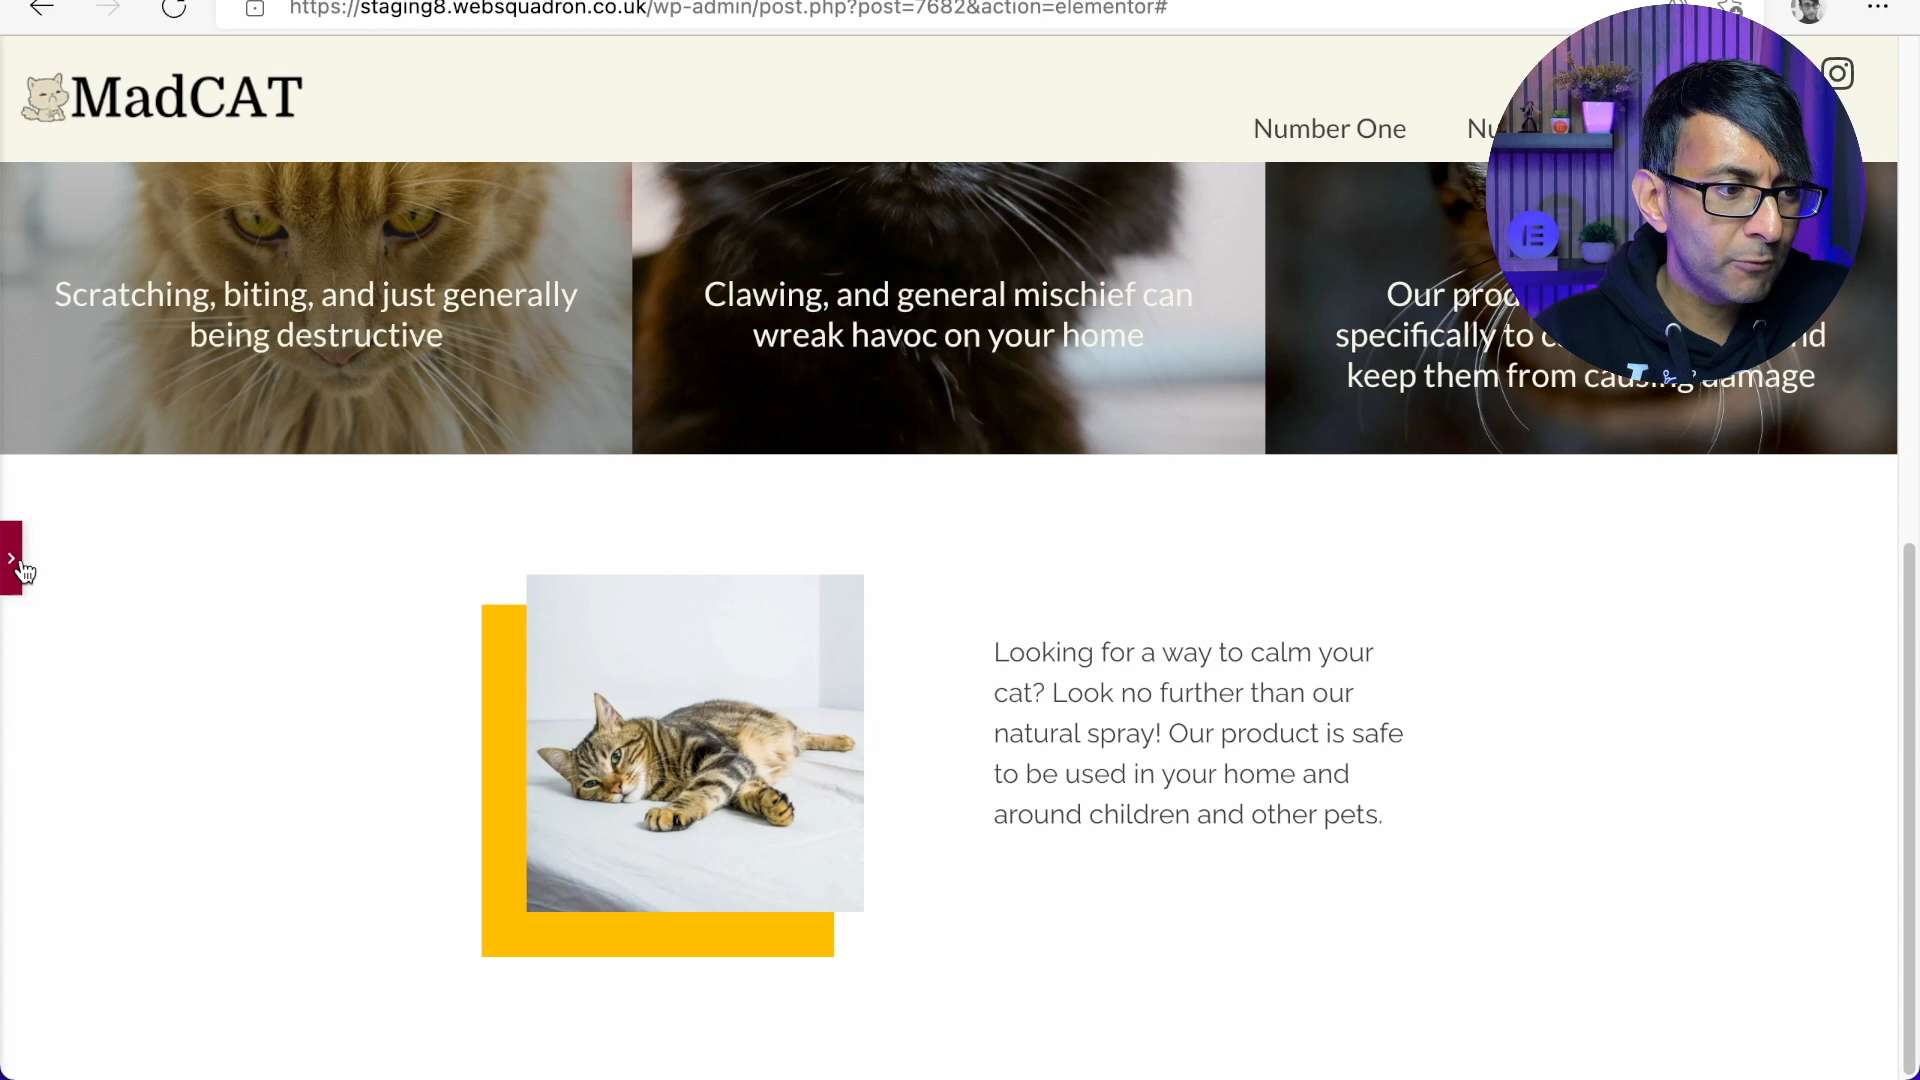 https://staging8.websquadron.co.uk/wp-admin/post.php?post=7682&action=elementor#
MadCAT
Number One
Scratching, biting, and just generally
being destructive
Clawing, and general mischief can
wreak havoc on your home
Our
specifically to
keep them from damage
Looking for a way to calm your
cat? Look no further than our
natural spray! Our product is safe
to be used in your home and
around children and other pets.